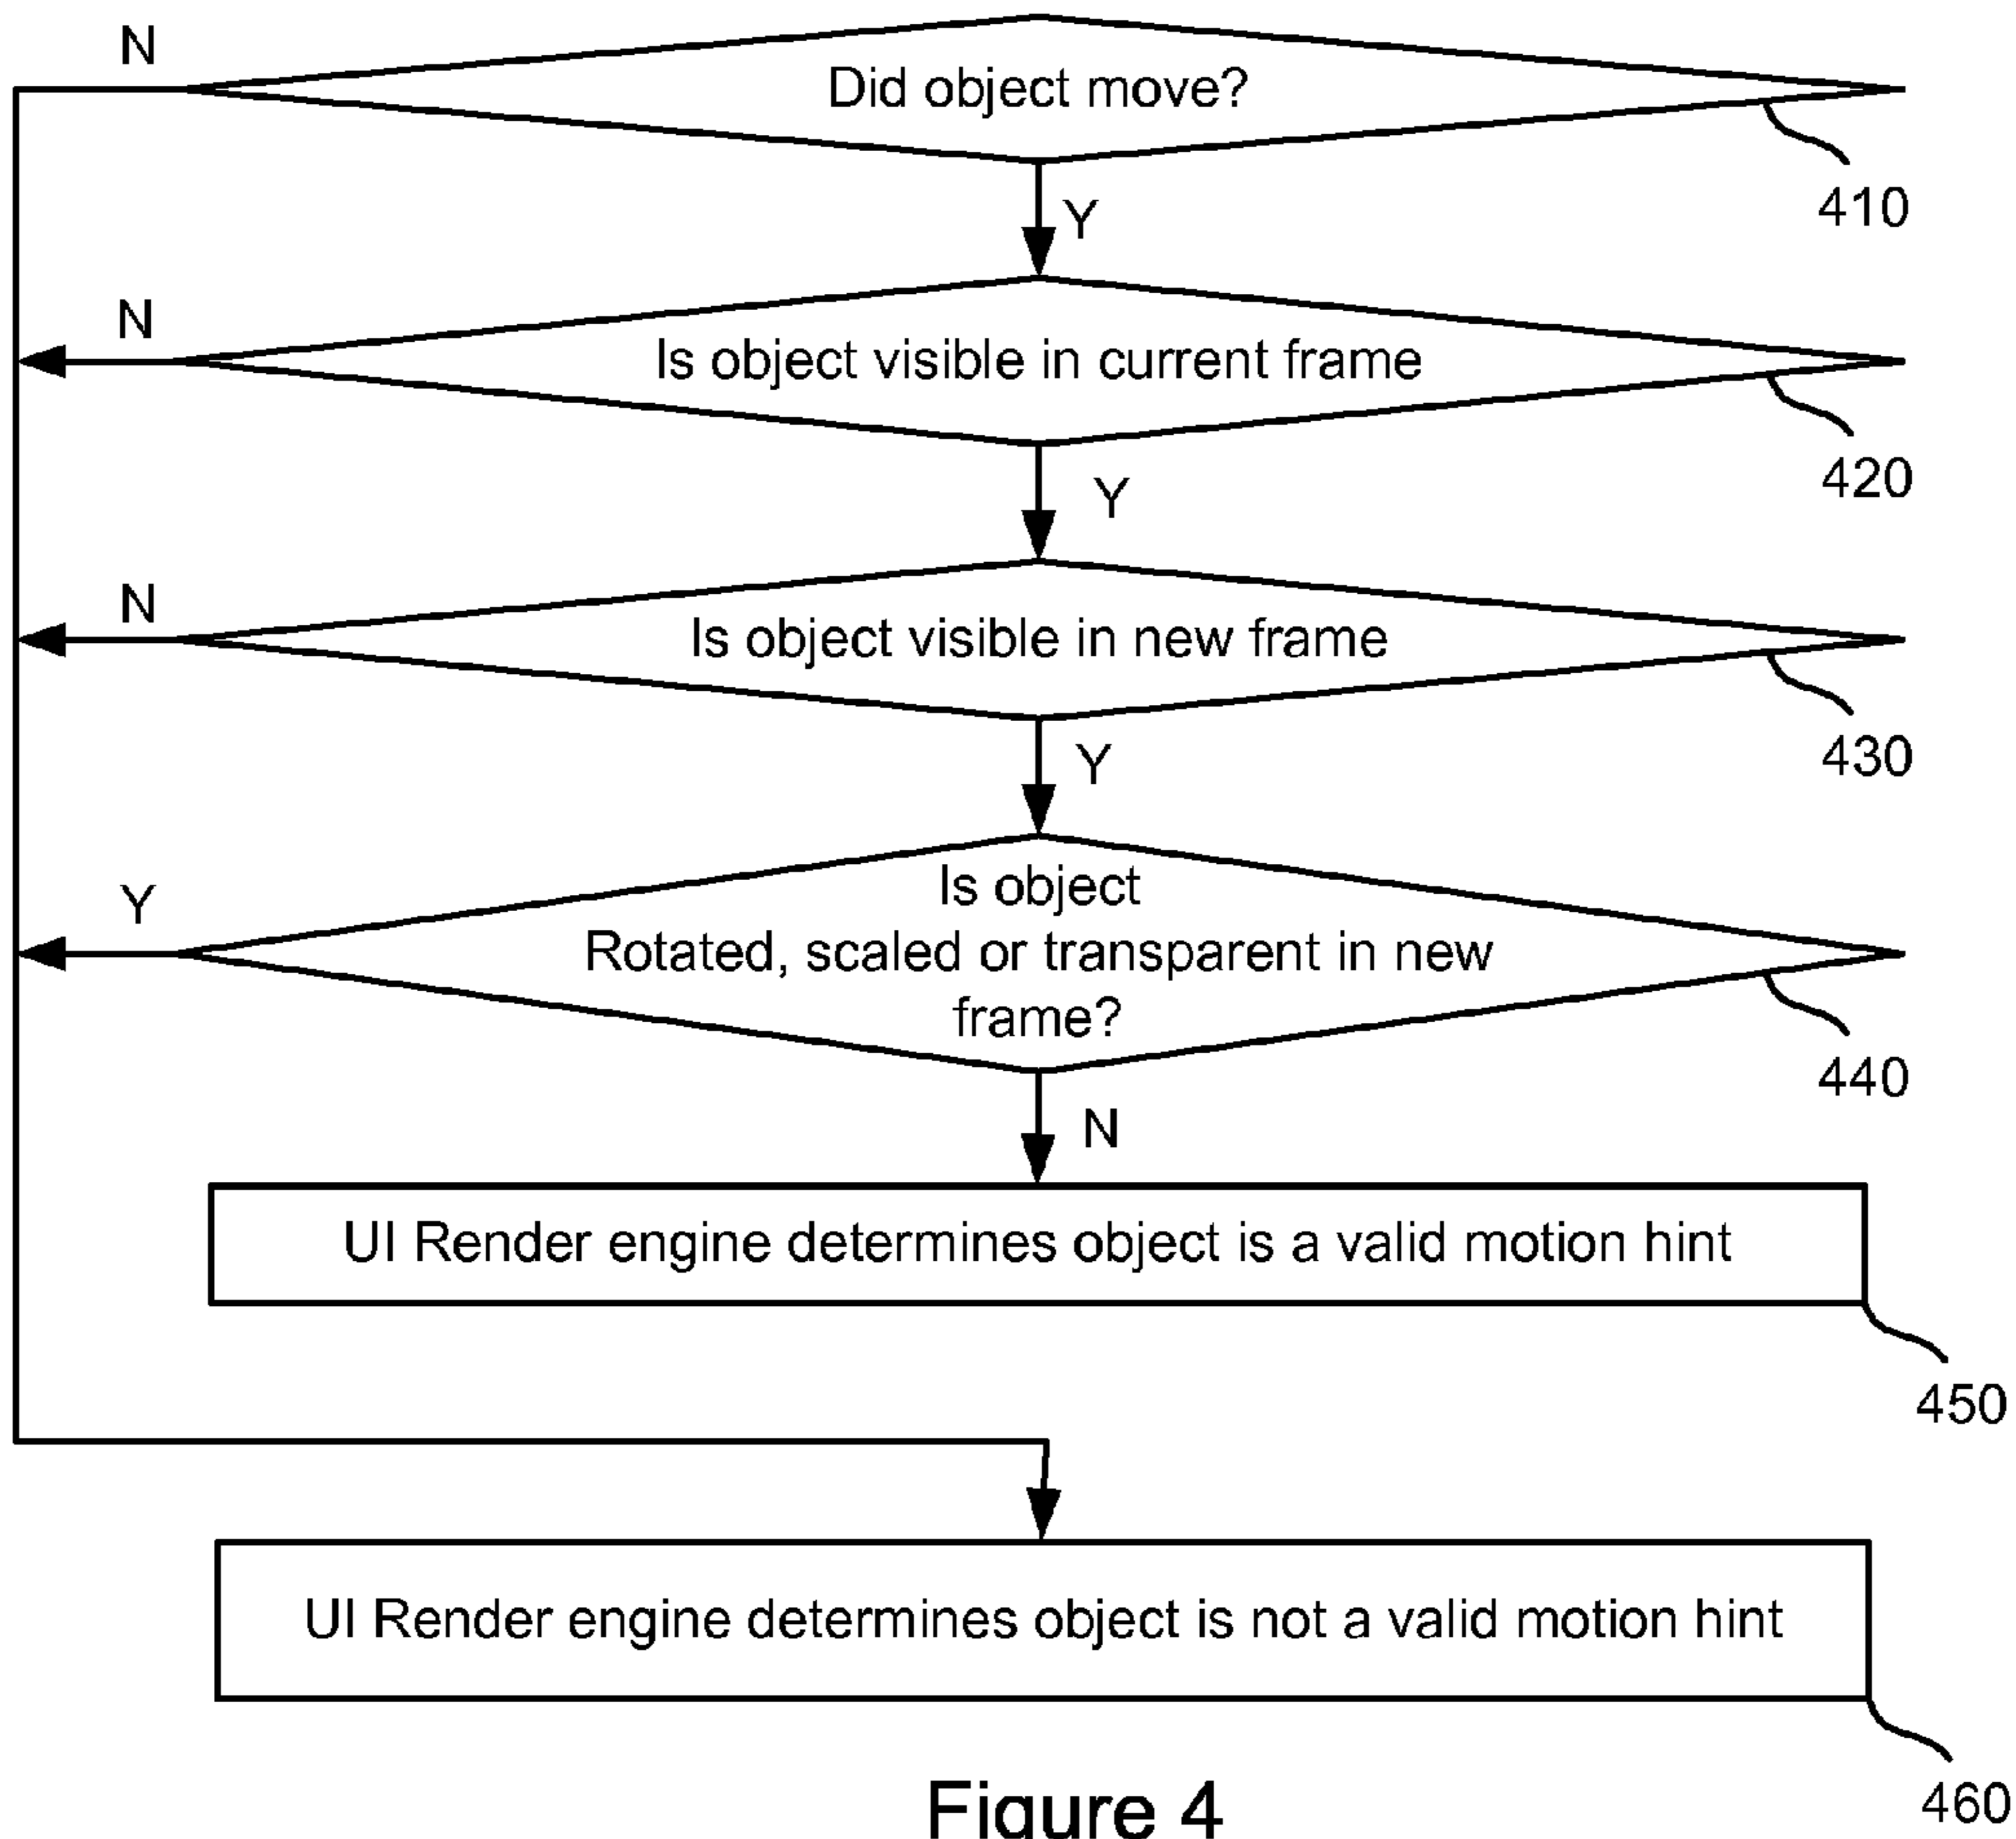 N
Did object move?
410
Y
N
Is object visible in current frame
420
Y
N
Is object visible in new frame
430
Y
Y
Is object
Rotated, scaled or transparent in new
frame?
440
N
UI Render engine determines object is a valid motion hint
450
UI Render engine determines object is not a valid motion hint
460
Figure 4